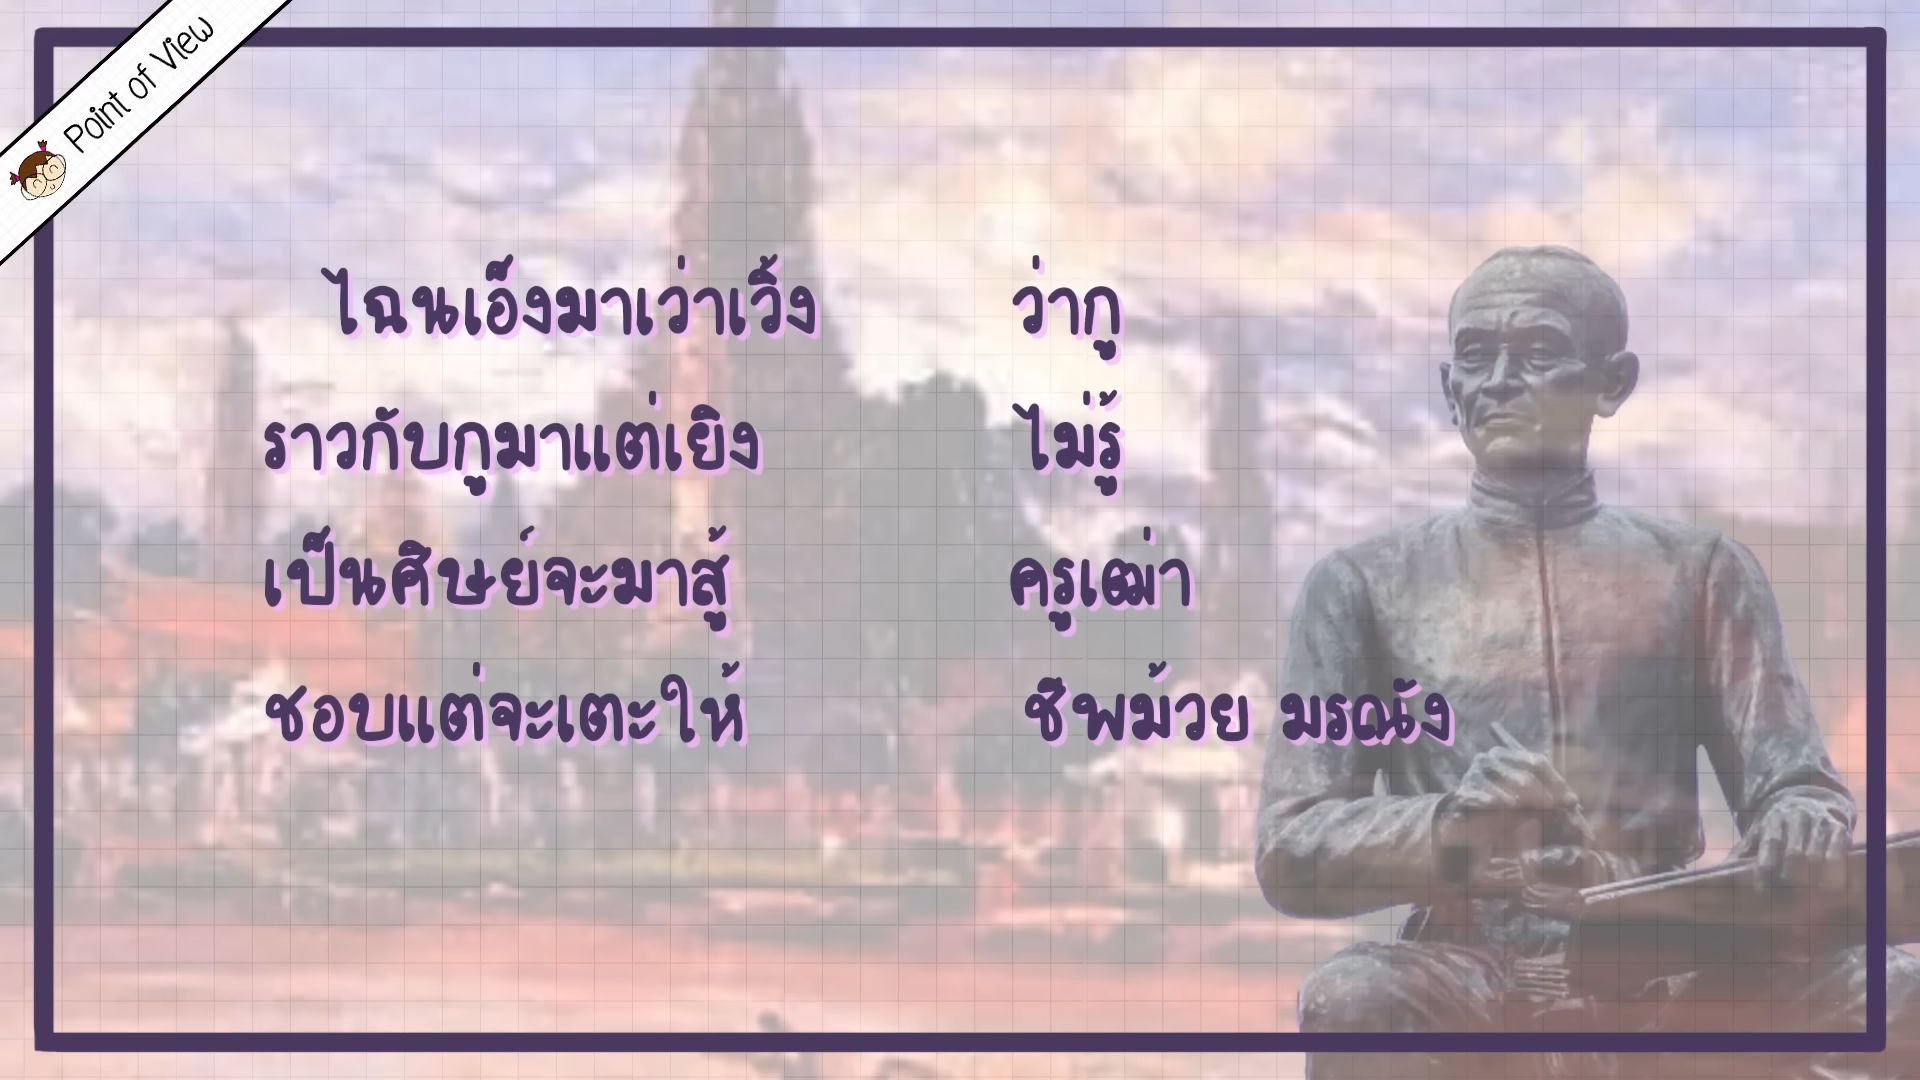 Point of View
ไฉนเอ็งมาเว่าเวิ้ง ว่ากู
ราวกับกูมาแต่เยิง ไม่รู้
เป็นศิษย์จะมาสู้ ครูเฒ่า
ชอบแต่จะเตะให้ ชีพม้วย มรณัง